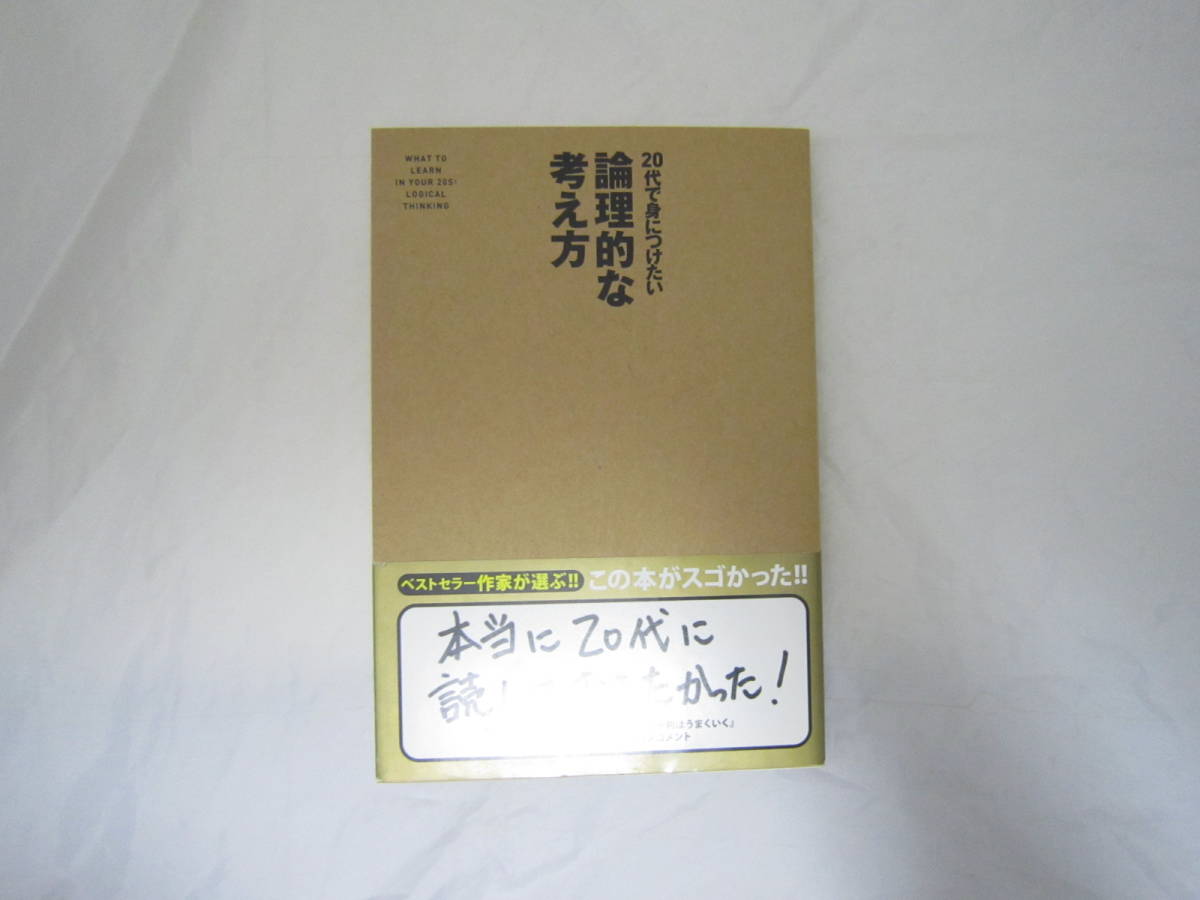 20代で身につけたい
論理的な
考え方
WHAT TO
LEARN
IN YOUR 20S:
LOGICAL
THINKING
ベストセラー作家が選ぶ!! この本がスゴかった!!
本当に20代に
読 たかった!
はうまくいく』
コメント